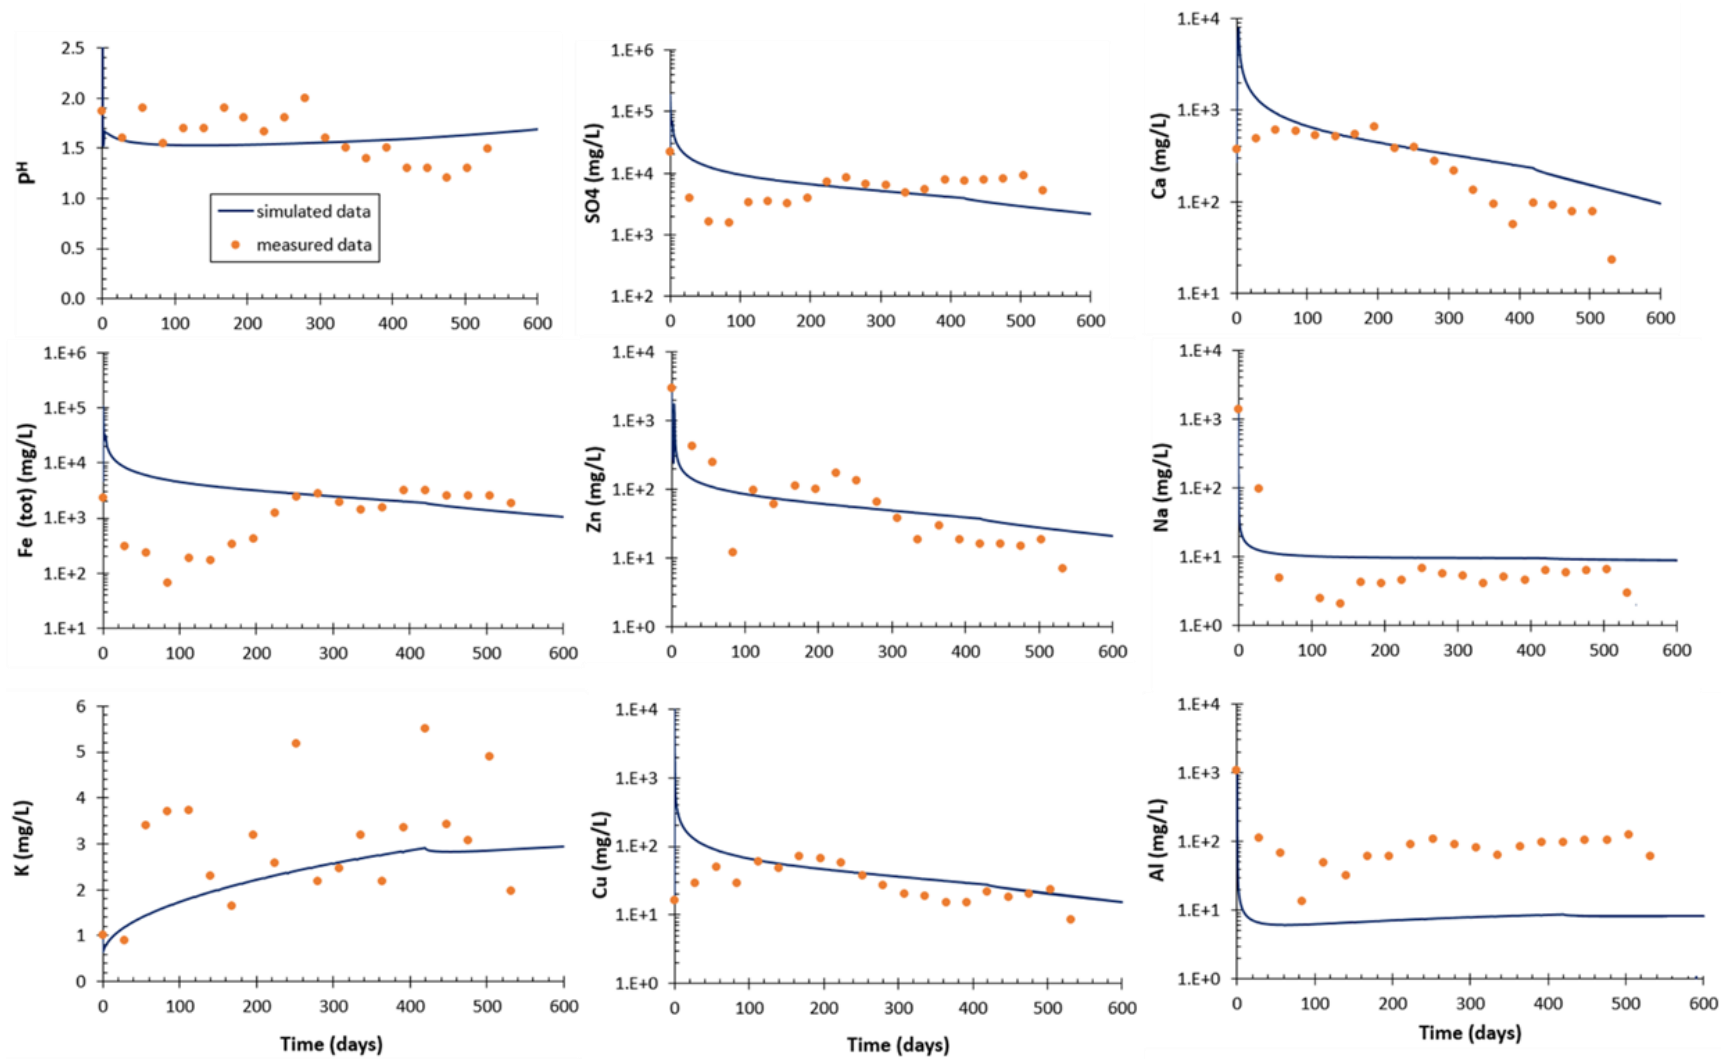 2.5
2.0
1.5
1.0
0.5
0.0
pH
simulated data
measured data
0 100 200 300 400 500 600
1.E+6
1.E+5
1.E+4
1.E+3
1.E+2
SO4 (mg/L)
0 100 200 300 400 500 600
1.E+4
1.E+3
1.E+2
1.E+1
Ca (mg/L)
0 100 200 300 400 500 600
1.E+6
1.E+5
1.E+4
1.E+3
1.E+2
1.E+1
Fe (tot) (mg/L)
0 100 200 300 400 500 600
1.E+4
1.E+3
1.E+2
1.E+1
1.E+0
Zn (mg/L)
0 100 200 300 400 500 600
1.E+4
1.E+3
1.E+2
1.E+1
1.E+0
Na (mg/L)
0 100 200 300 400 500 600
6
5
4
3
2
1
0
K (mg/L)
0 100 200 300 400 500 600
Time (days)
1.E+4
1.E+3
1.E+2
1.E+1
1.E+0
Cu (mg/L)
0 100 200 300 400 500 600
Time (days)
1.E+4
1.E+3
1.E+2
1.E+1
1.E+0
Al (mg/L)
0 100 200 300 400 500 600
Time (days)